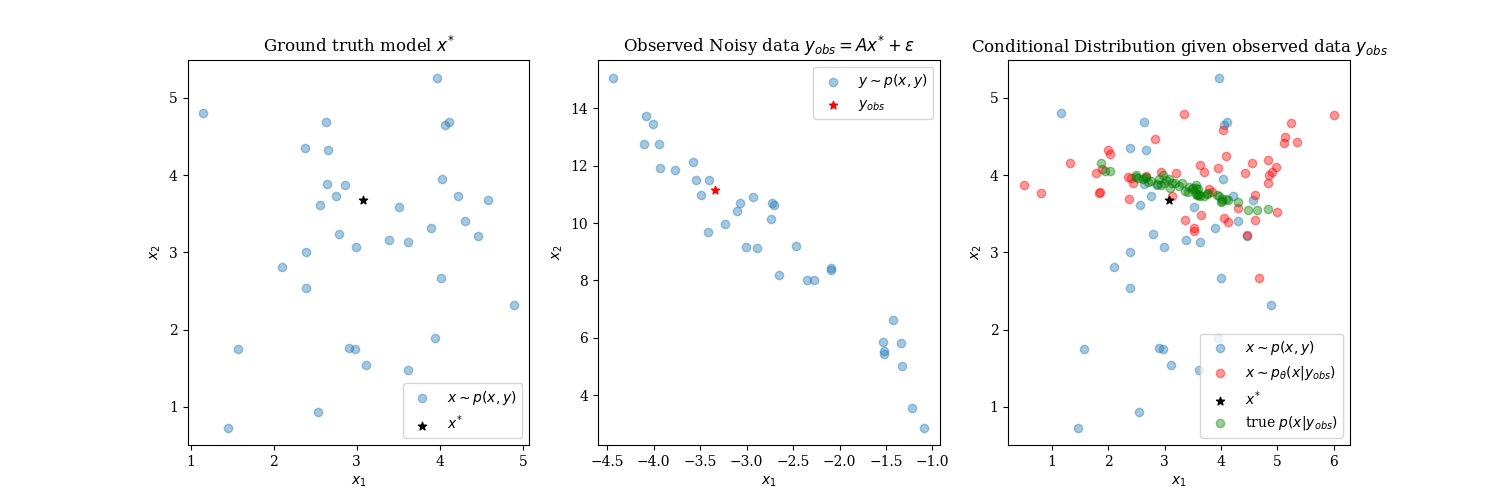 Ground truth model $x^*$
5
4
3
2
1
1
2
3
4
5
$x_2$
$x_1$
$x \sim p(x, y)$
$x^*$
Observed Noisy data $y_{obs} = Ax^* + \varepsilon$
14
12
10
8
6
4
−4.5
−4.0
−3.5
−3.0
−2.5
−2.0
−1.5
−1.0
$x_2$
$x_1$
$y \sim p(x, y)$
$y_{obs}$
Conditional Distribution given observed data $y_{obs}$
5
4
3
2
1
1
2
3
4
5
6
$x_2$
$x_1$
$x \sim p(x, y)$
$x \sim p_\theta(x|y_{obs})$
$x^*$
true $p(x|y_{obs})$